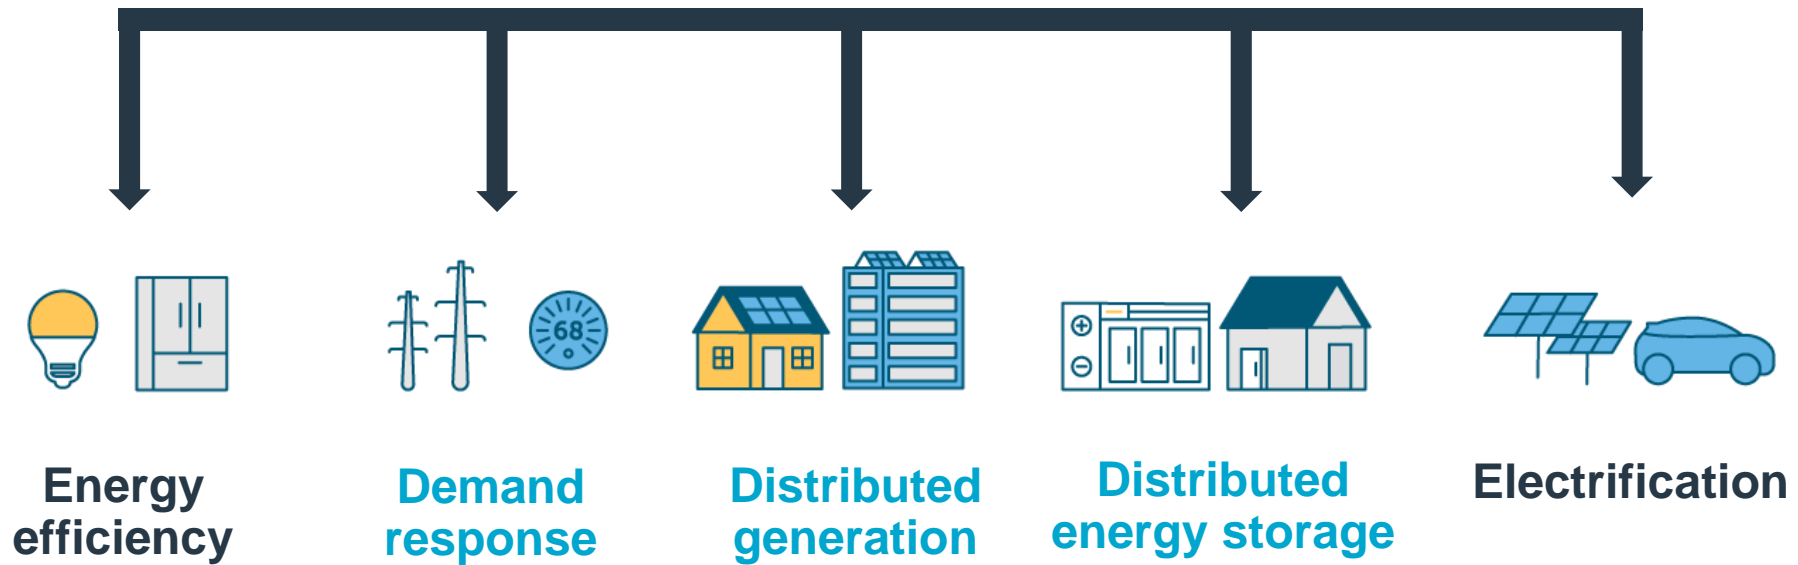 68
Energy
efficiency
Demand
response
Distributed
generation
Distributed
energy storage
Electrification